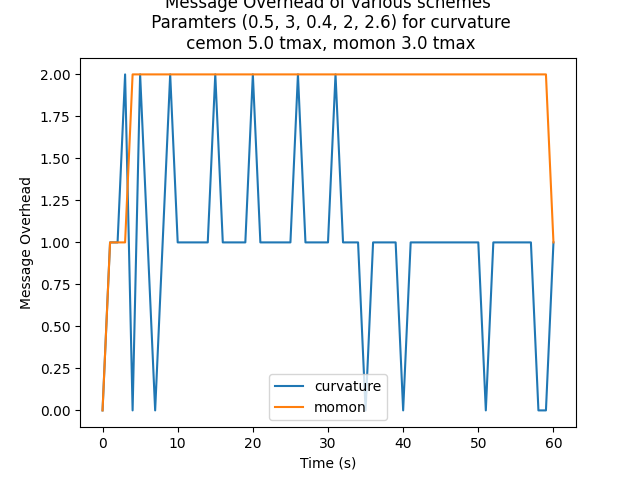 Message Overhead of Various schemes
Paramters (0.5, 3, 0.4, 2, 2.6) for curvature
cemon 5.0 tmax, momon 3.0 tmax
2.00
1.75
1.50
1.25
1.00
0.75
0.50
0.25
0.00
Message Overhead
curvature
momon
0 10 20 30 40 50 60
Time (s)